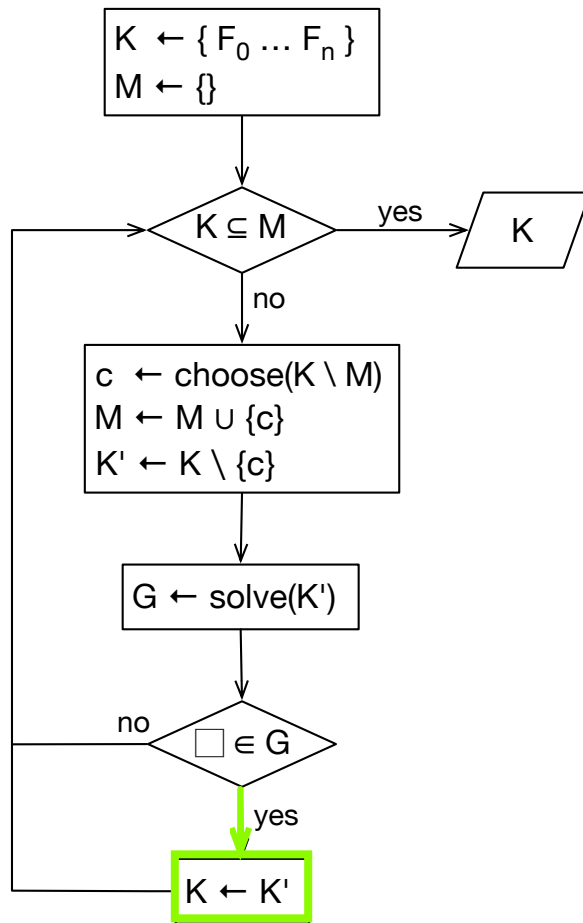 K ← { F₀ … Fₙ }
M ← {}
K ⊆ M
yes
K
no
c ← choose(K \ M)
M ← M ∪ {c}
K' ← K \ {c}
G ← solve(K')
no
□ ∈ G
yes
K ← K'